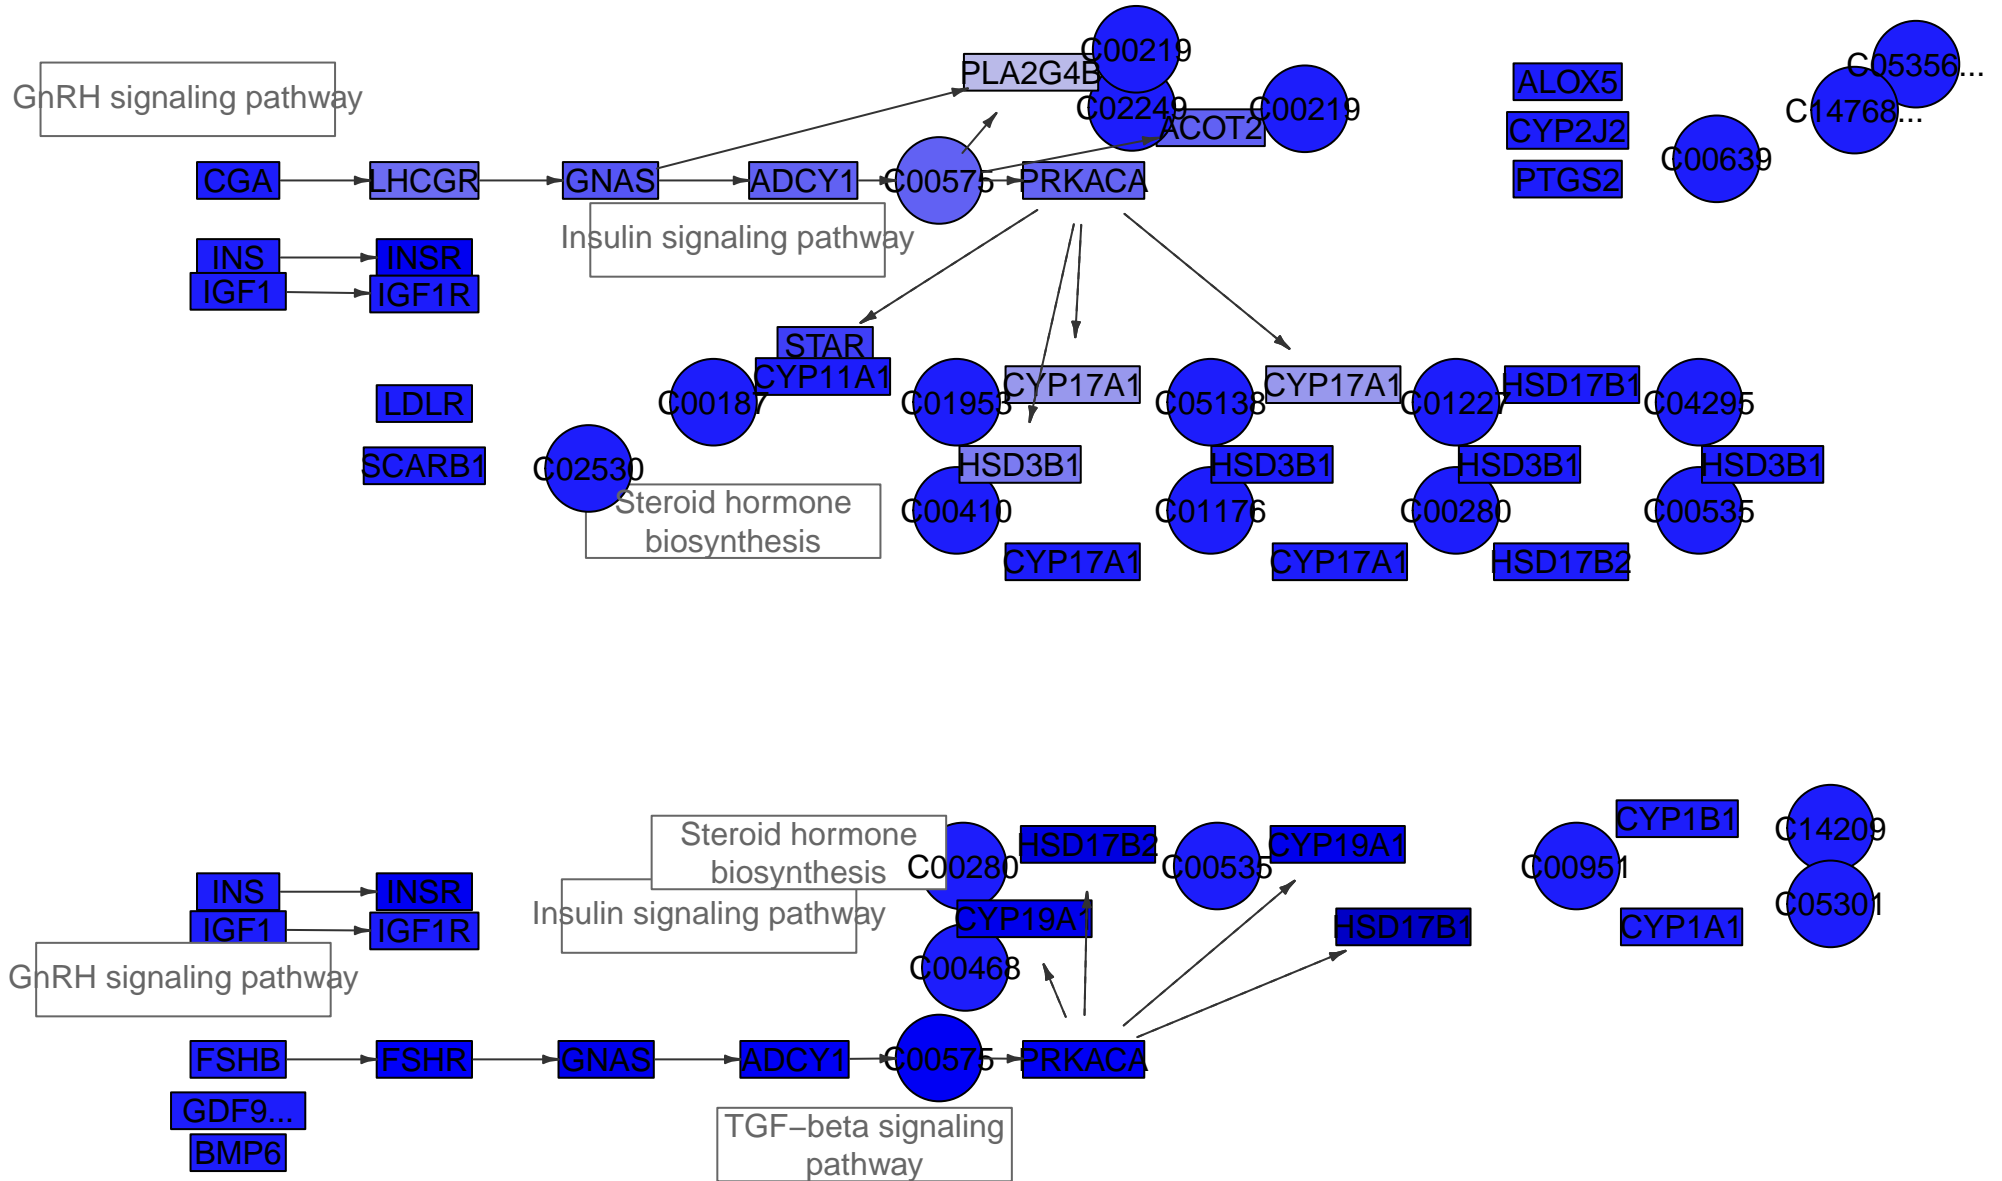 C00219
C05356...
PLA2G4B
ALOX5
GnRH signaling pathway
C02249
C00219
C14768...
ACOT2
CYP2J2
C00639
CGA
LHCGR
GNAS
ADCY1
C00575
PRKACA
PTGS2
Insulin signaling pathway
INS
INSR
IGF1
IGF1R
STAR
CYP11A1
CYP17A1
CYP17A1
HSD17B1
LDLR
C00187
C01953
C05138
C01227
C04295
SCARB1
C02530
HSD3B1
HSD3B1
HSD3B1
HSD3B1
Steroid hormone
biosynthesis
C00410
C01176
C00280
C00535
CYP17A1
CYP17A1
HSD17B2
Steroid hormone
biosynthesis
C00280
HSD17B2
C00535
CYP19A1
C00951
CYP1B1
C14209
INS
INSR
Insulin signaling pathway
CYP19A1
HSD17B1
CYP1A1
C05301
IGF1
IGF1R
GnRH signaling pathway
C00468
FSHB
FSHR
GNAS
ADCY1
C00575
PRKACA
GDF9...
BMP6
TGF−beta signaling
pathway